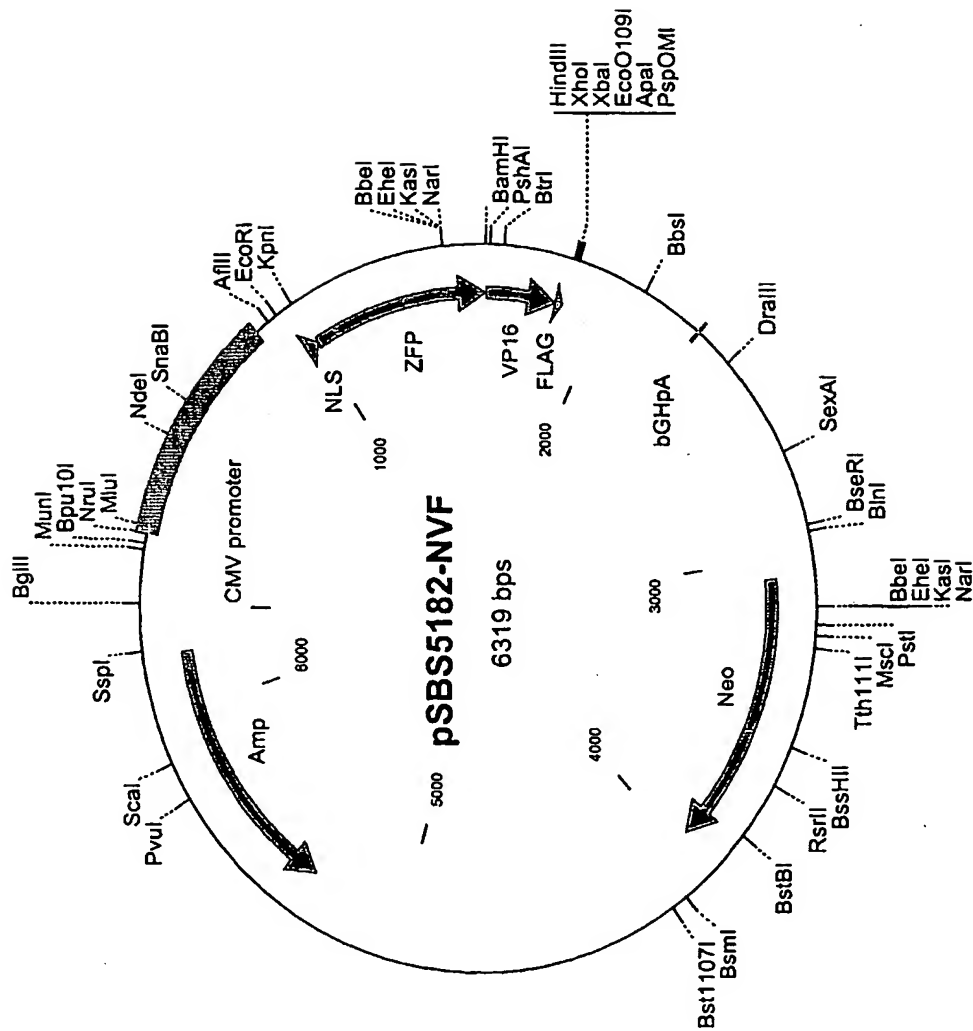 pSBS5182-NVF
6319 bps
BglII
MunI
Bpu10I
NruI
MluI
NdeI
SnaBI
AflII
EcoRI
KpnI
BbeI
EheI
KasI
NarI
BamHI
PshAI
BtrI
HindIII
XhoI
XbaI
EcoO109I
ApaI
PspOMI
BbsI
DraIII
SexAI
BseRI
BlnI
BbeI
EheI
KasI
NarI
PstI
MscI
Tth111I
BssHII
RsrII
BstBI
BsmI
Bst1107I
PvuI
ScaI
SspI
CMV promoter
NLS
ZFP
VP16
FLAG
bGHpA
Neo
Amp
1000
2000
3000
4000
5000
6000